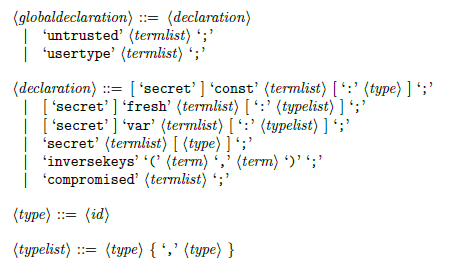 ⟨globaldeclaration⟩ ::= ⟨declaration⟩
| ‘untrusted’ ⟨termlist⟩ ‘;’
| ‘usertype’ ⟨termlist⟩ ‘;’
⟨declaration⟩ ::= [ ‘secret’ ] ‘const’ ⟨termlist⟩ [ ‘:’ ⟨type⟩ ] ‘;’
| [ ‘secret’ ] ‘fresh’ ⟨termlist⟩ [ ‘:’ ⟨typelist⟩ ] ‘;’
| [ ‘secret’ ] ‘var’ ⟨termlist⟩ [ ‘:’ ⟨typelist⟩ ] ‘;’
| ‘secret’ ⟨termlist⟩ [ ⟨type⟩ ] ‘;’
| ‘inversekeys’ ‘(’ ⟨term⟩ ‘,’ ⟨term⟩ ‘)’ ‘;’
| ‘compromised’ ⟨termlist⟩ ‘;’
⟨type⟩ ::= ⟨id⟩
⟨typelist⟩ ::= ⟨type⟩ { ‘,’ ⟨type⟩ }